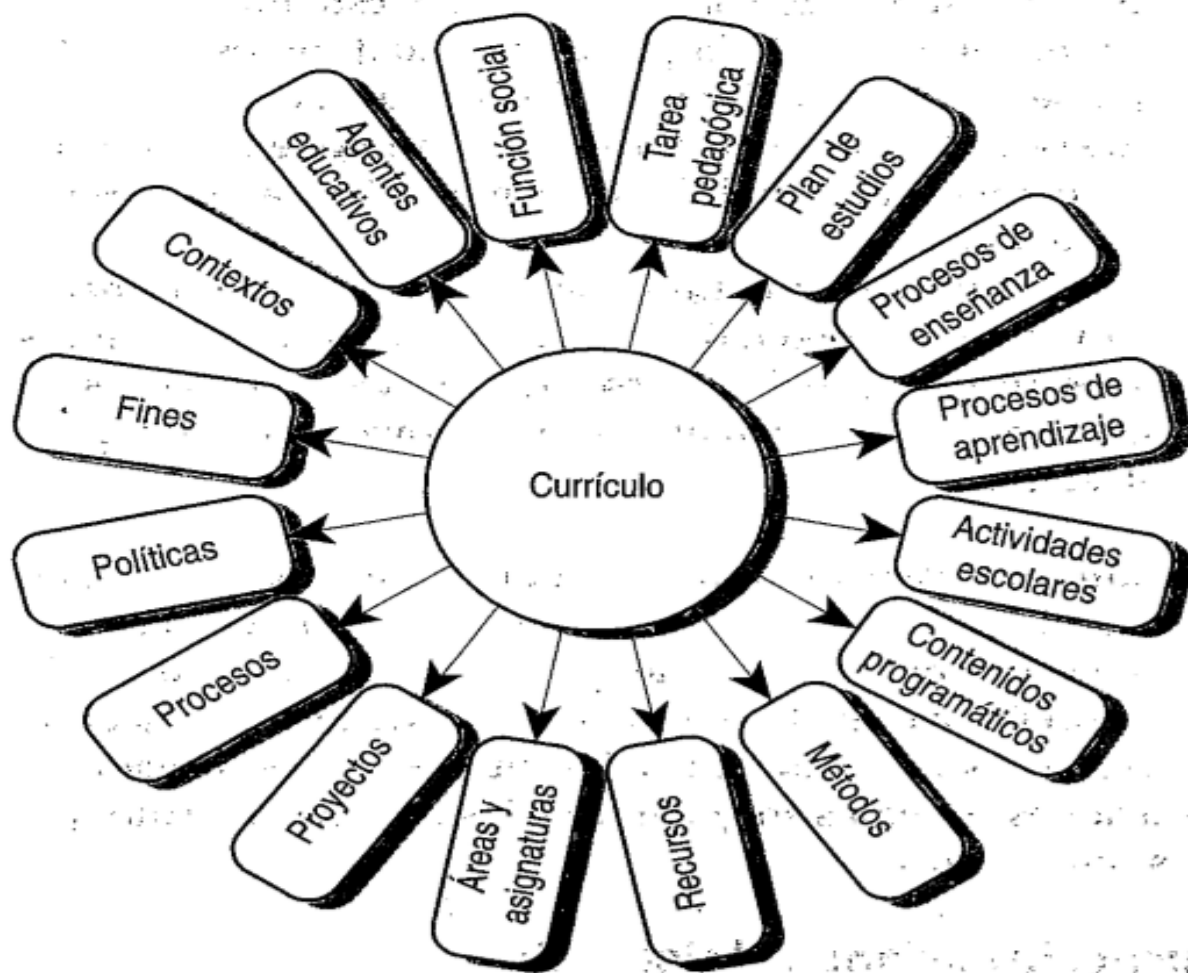 Currículo
Función social
Tarea
pedagógica
Plan de
estudios
Procesos de
enseñanza
Procesos de
aprendizaje
Actividades
escolares
Contenidos
programáticos
Métodos
Recursos
Áreas y
asignaturas
Proyectos
Procesos
Políticas
Fines
Contextos
Agentes
educativos